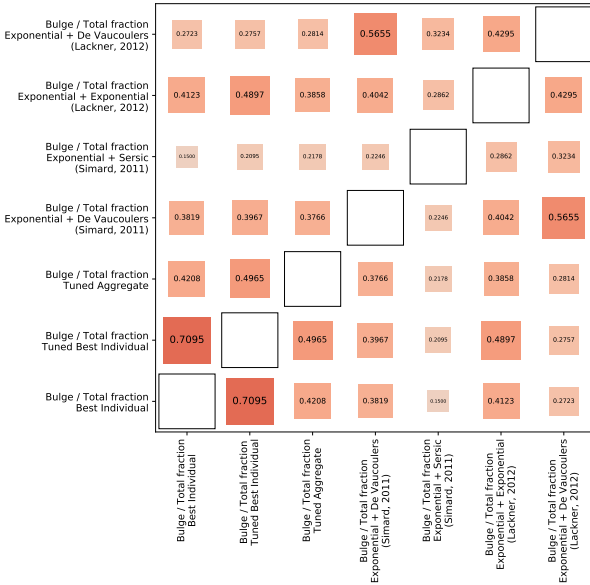 Bulge / Total fraction
Exponential + De Vaucoulers
(Lackner, 2012)
0.2723 0.2757 0.2814 0.5655 0.3234 0.4295
Bulge / Total fraction
Exponential + Exponential
(Lackner, 2012)
0.4123 0.4897 0.3858 0.4042 0.2862 0.4295
Bulge / Total fraction
Exponential + Sersic
(Simard, 2011)
0.1500 0.2095 0.2178 0.2246 0.2862 0.3234
Bulge / Total fraction
Exponential + De Vaucoulers
(Simard, 2011)
0.3819 0.3967 0.3766 0.2246 0.4042 0.5655
Bulge / Total fraction
Tuned Aggregate
0.4208 0.4965 0.3766 0.2178 0.3858 0.2814
Bulge / Total fraction
Tuned Best Individual
0.7095 0.4965 0.3967 0.2095 0.4897 0.2757
Bulge / Total fraction
Best Individual
0.7095 0.4208 0.3819 0.1500 0.4123 0.2723
Bulge / Total fraction
Best Individual
Bulge / Total fraction
Tuned Best Individual
Bulge / Total fraction
Tuned Aggregate
Bulge / Total fraction
Exponential + De Vaucoulers
(Simard, 2011)
Bulge / Total fraction
Exponential + Sersic
(Simard, 2011)
Bulge / Total fraction
Exponential + Exponential
(Lackner, 2012)
Bulge / Total fraction
Exponential + De Vaucoulers
(Lackner, 2012)